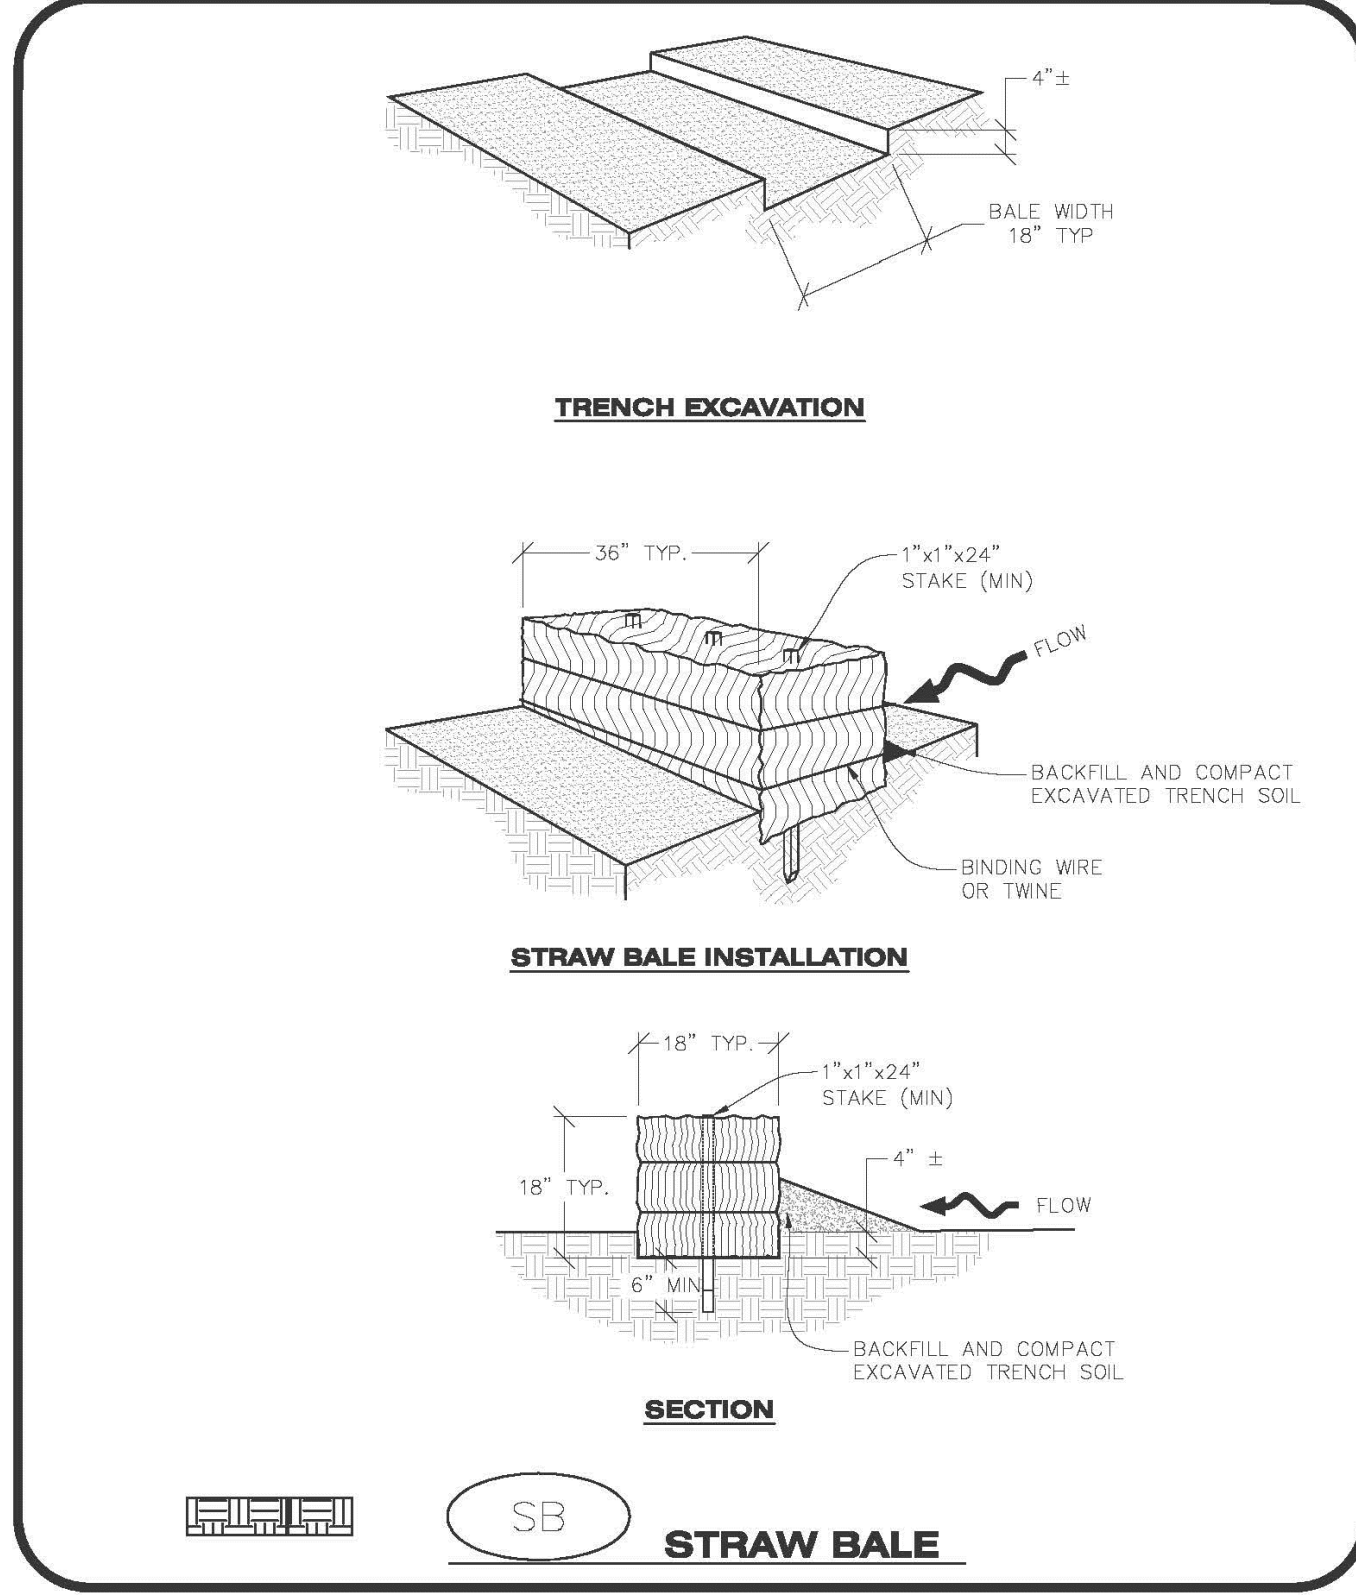 4"±
BALE WIDTH
18" TYP
TRENCH EXCAVATION
36" TYP.
1"x1"x24"
STAKE (MIN)
FLOW
BACKFILL AND COMPACT
EXCAVATED TRENCH SOIL
BINDING WIRE
OR TWINE
STRAW BALE INSTALLATION
18" TYP.
1"x1"x24"
STAKE (MIN)
4" ±
18" TYP.
FLOW
6" MIN
BACKFILL AND COMPACT
EXCAVATED TRENCH SOIL
SECTION
SB
STRAW BALE